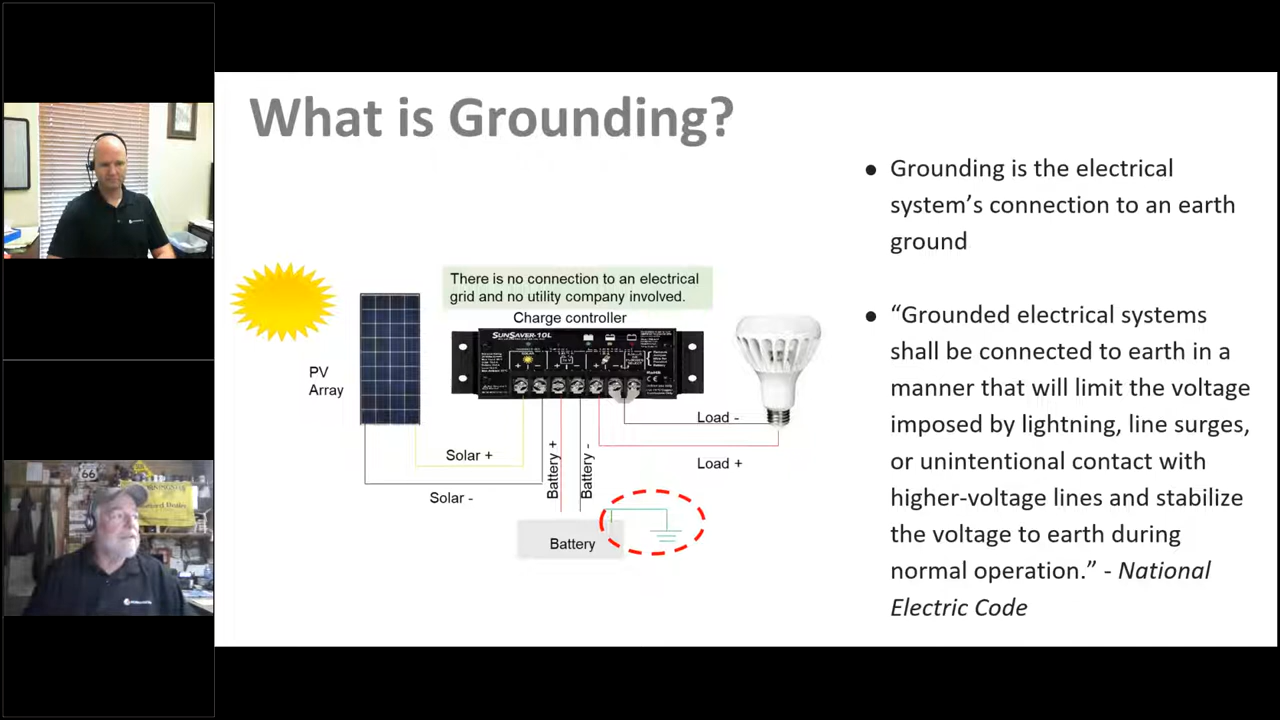 What is Grounding?
There is no connection to an electrical
grid and no utility company involved.
Charge controller
SUNSAVER-10L
PV
Array
Solar +
Solar -
Battery +
Battery -
Load -
Load +
Battery
● Grounding is the electrical
system’s connection to an earth
ground
● “Grounded electrical systems
shall be connected to earth in a
manner that will limit the voltage
imposed by lightning, line surges,
or unintentional contact with
higher-voltage lines and stabilize
the voltage to earth during
normal operation.” - National
Electric Code
66